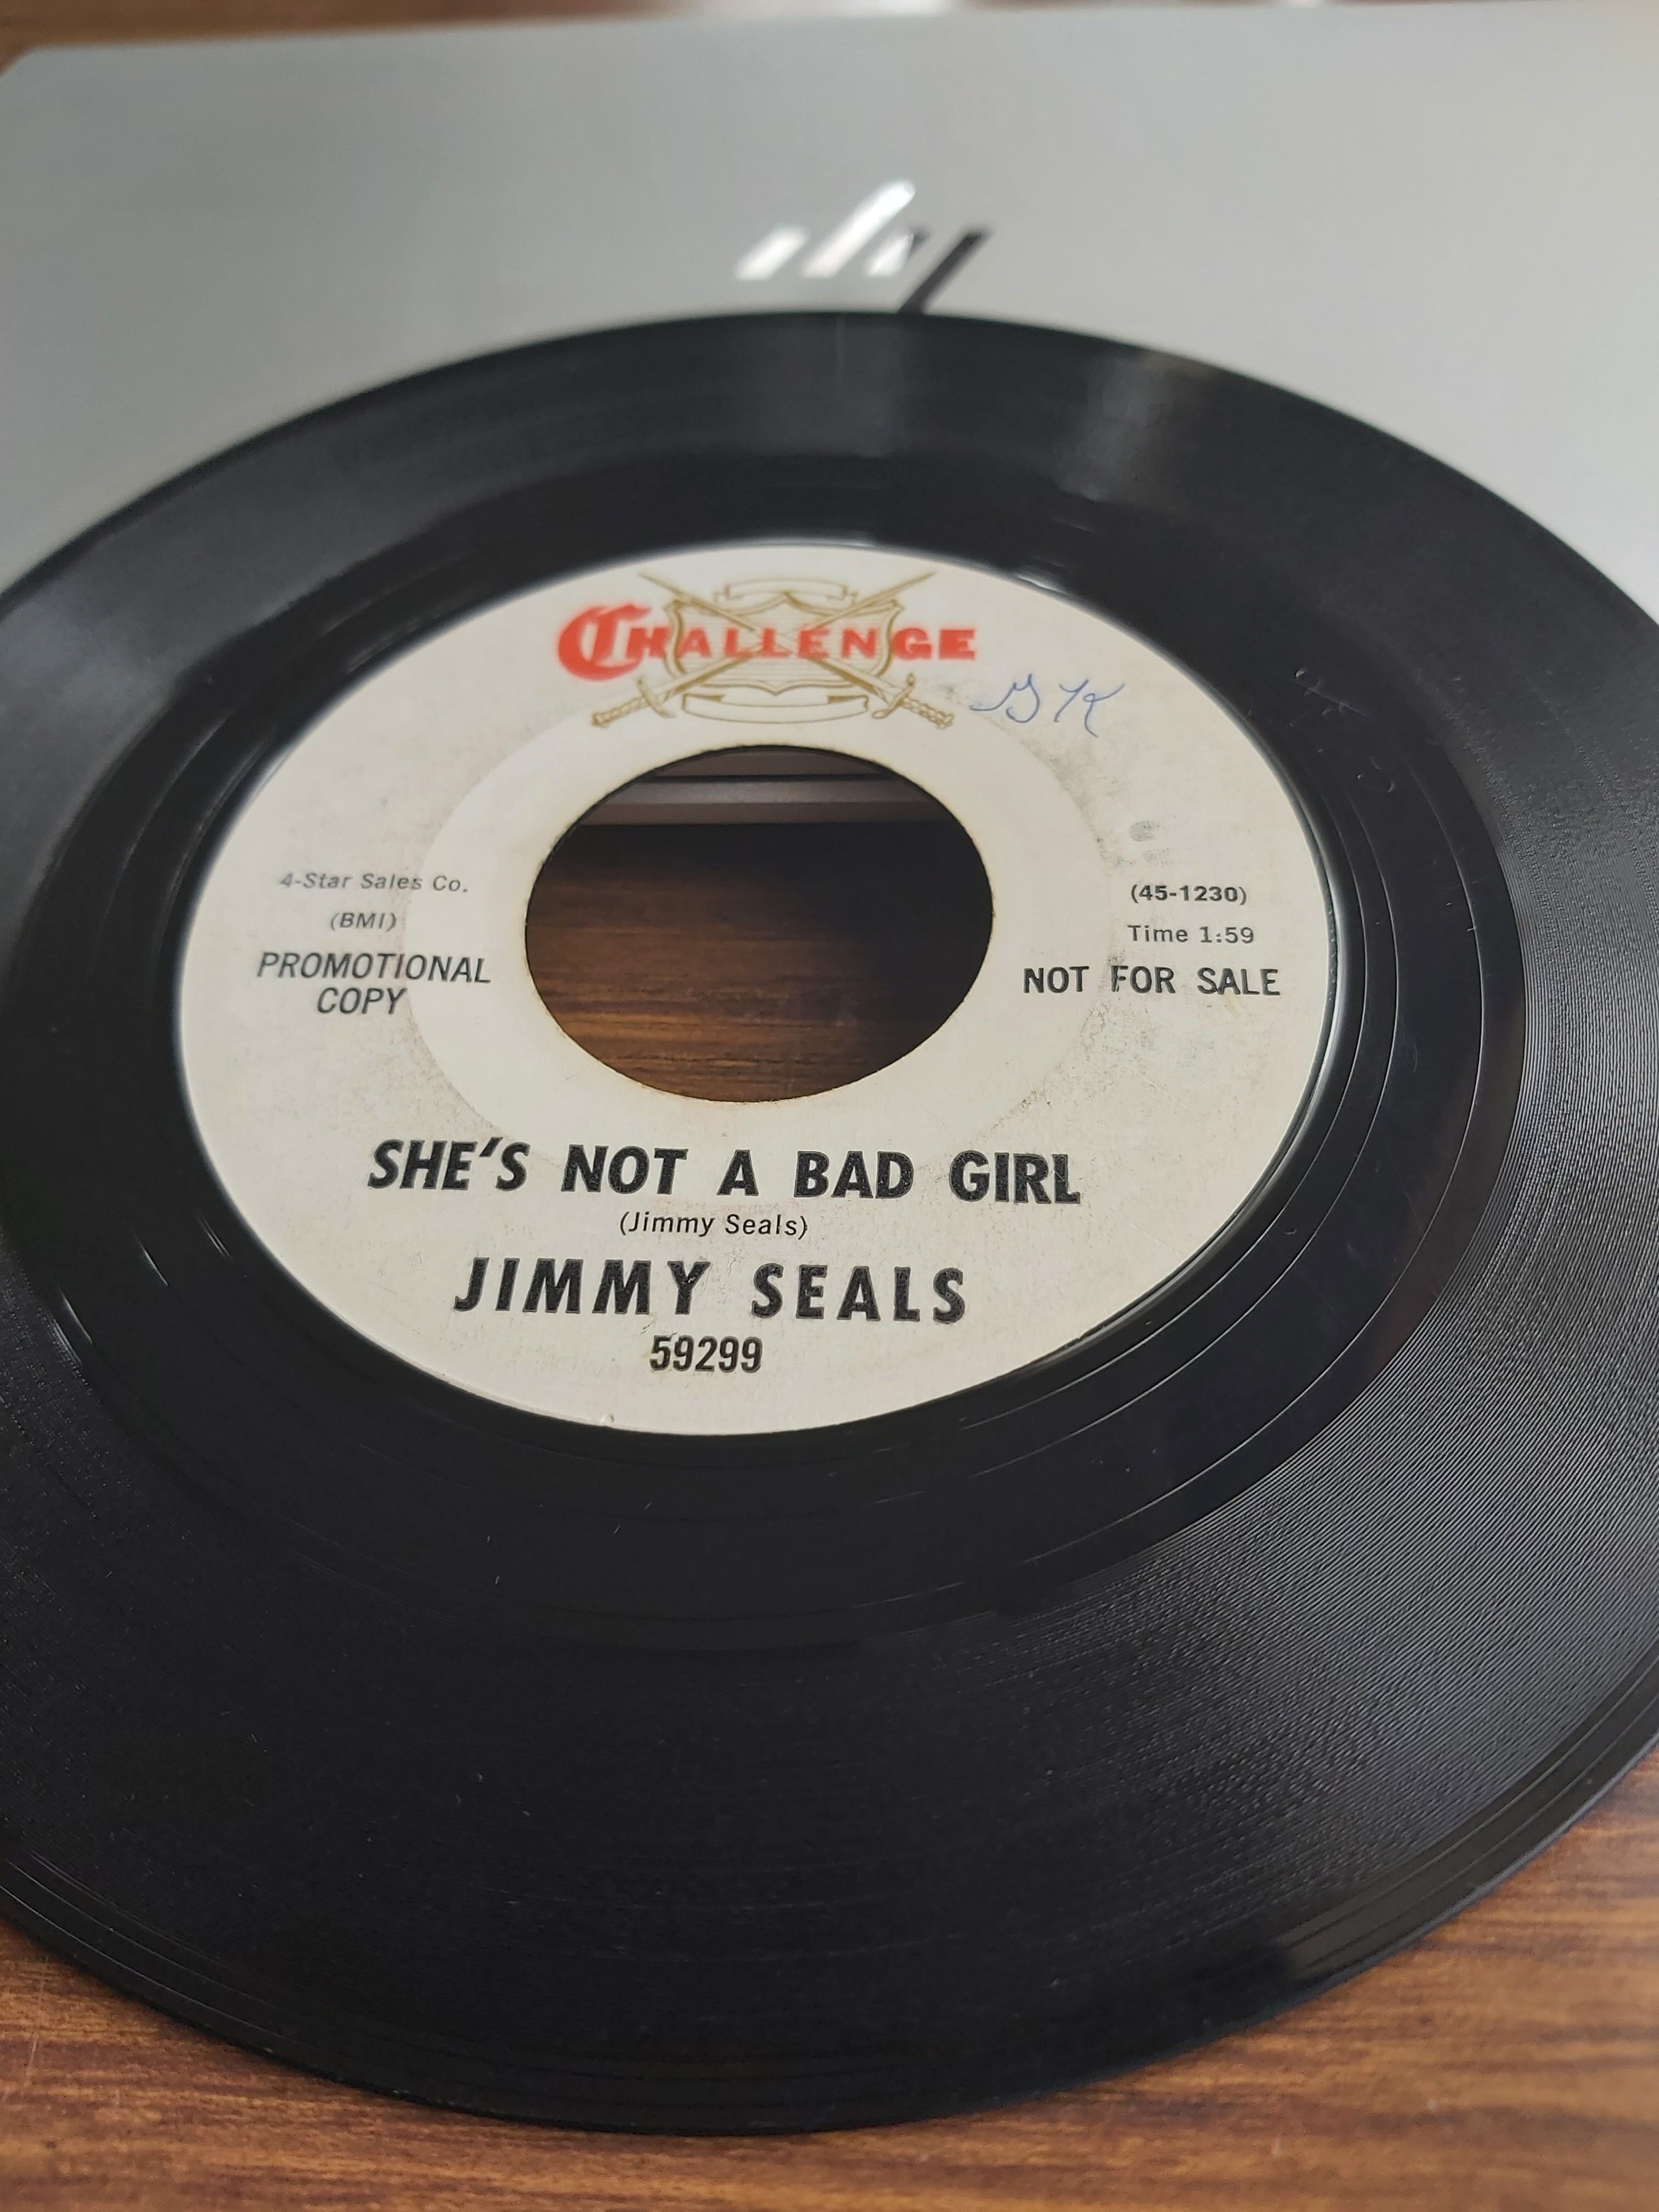 CHALLENGE
GK
4-Star Sales Co.
(BMI)
PROMOTIONAL
COPY
(45-1230)
Time 1:59
NOT FOR SALE
SHE'S NOT A BAD GIRL
(Jimmy Seals)
JIMMY SEALS
59299